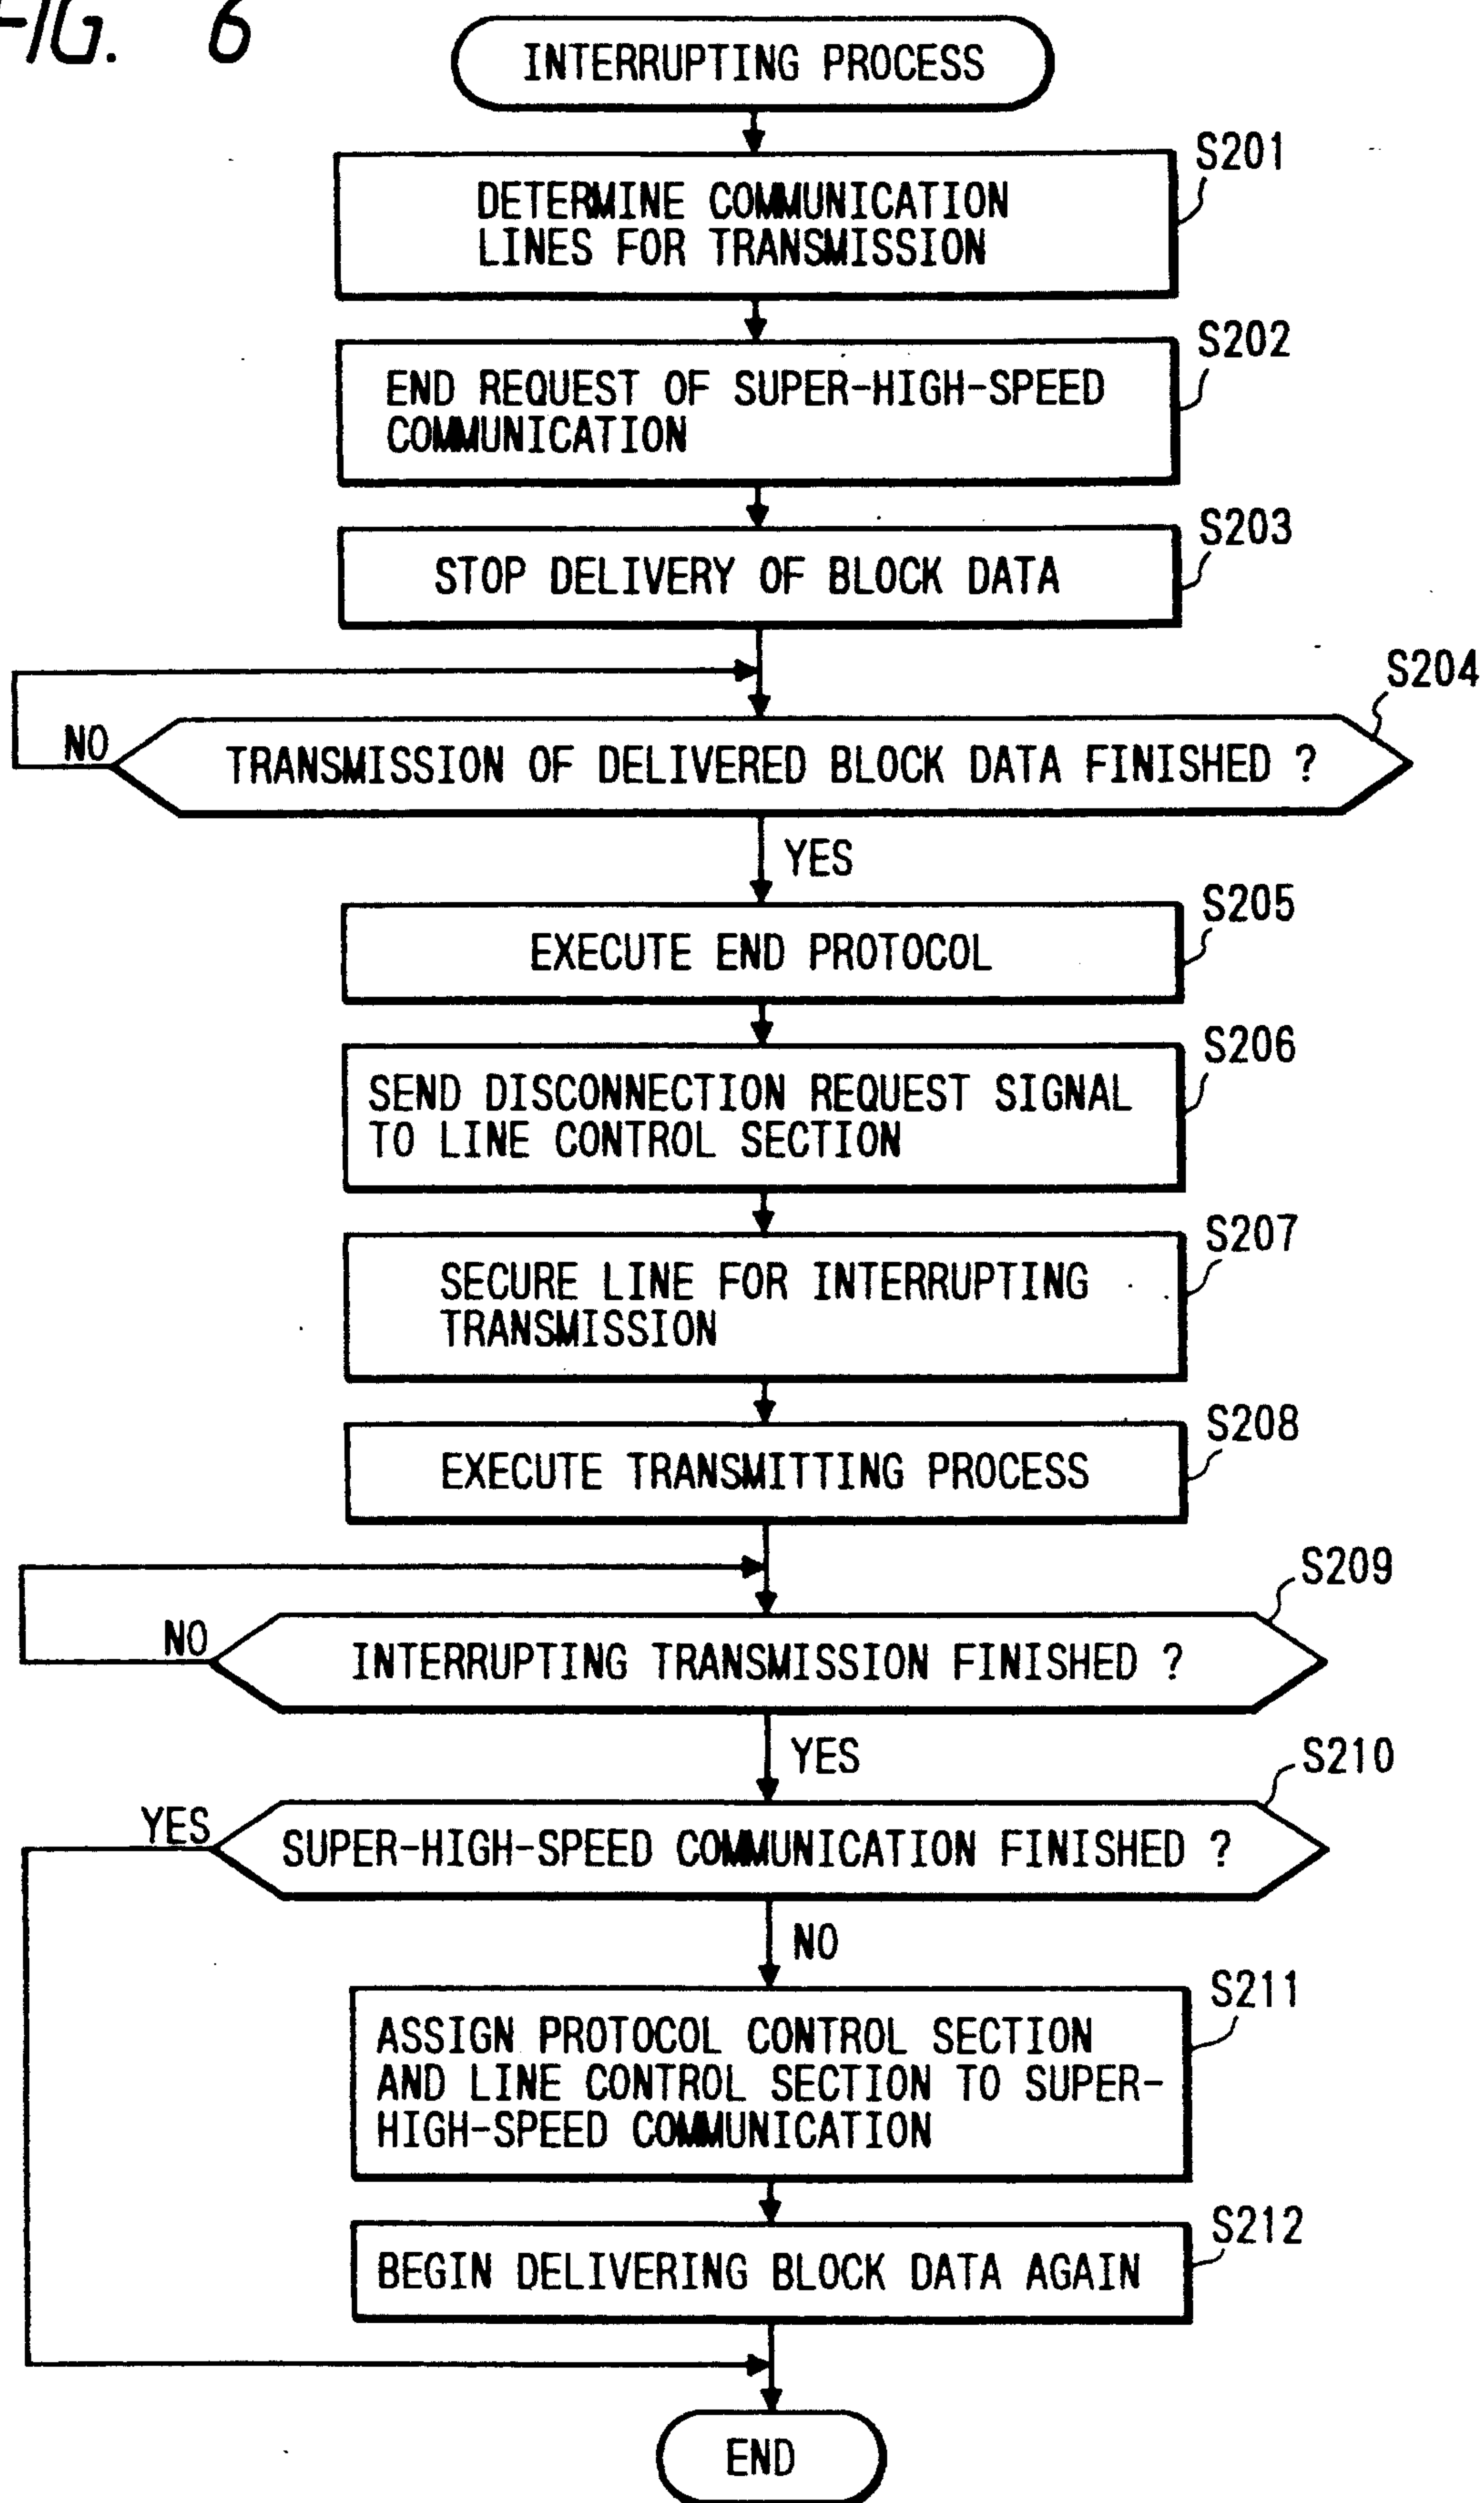 FIG. 6
INTERRUPTING PROCESS
S201
DETERMINE COMMUNICATION
LINES FOR TRANSMISSION
S202
END REQUEST OF SUPER-HIGH-SPEED
COMMUNICATION
S203
STOP DELIVERY OF BLOCK DATA
S204
NO
TRANSMISSION OF DELIVERED BLOCK DATA FINISHED ?
YES
S205
EXECUTE END PROTOCOL
S206
SEND DISCONNECTION REQUEST SIGNAL
TO LINE CONTROL SECTION
S207
SECURE LINE FOR INTERRUPTING
TRANSMISSION
S208
EXECUTE TRANSMITTING PROCESS
S209
NO
INTERRUPTING TRANSMISSION FINISHED ?
YES
S210
YES
SUPER-HIGH-SPEED COMMUNICATION FINISHED ?
NO
S211
ASSIGN PROTOCOL CONTROL SECTION
AND LINE CONTROL SECTION TO SUPER-
HIGH-SPEED COMMUNICATION
S212
BEGIN DELIVERING BLOCK DATA AGAIN
END